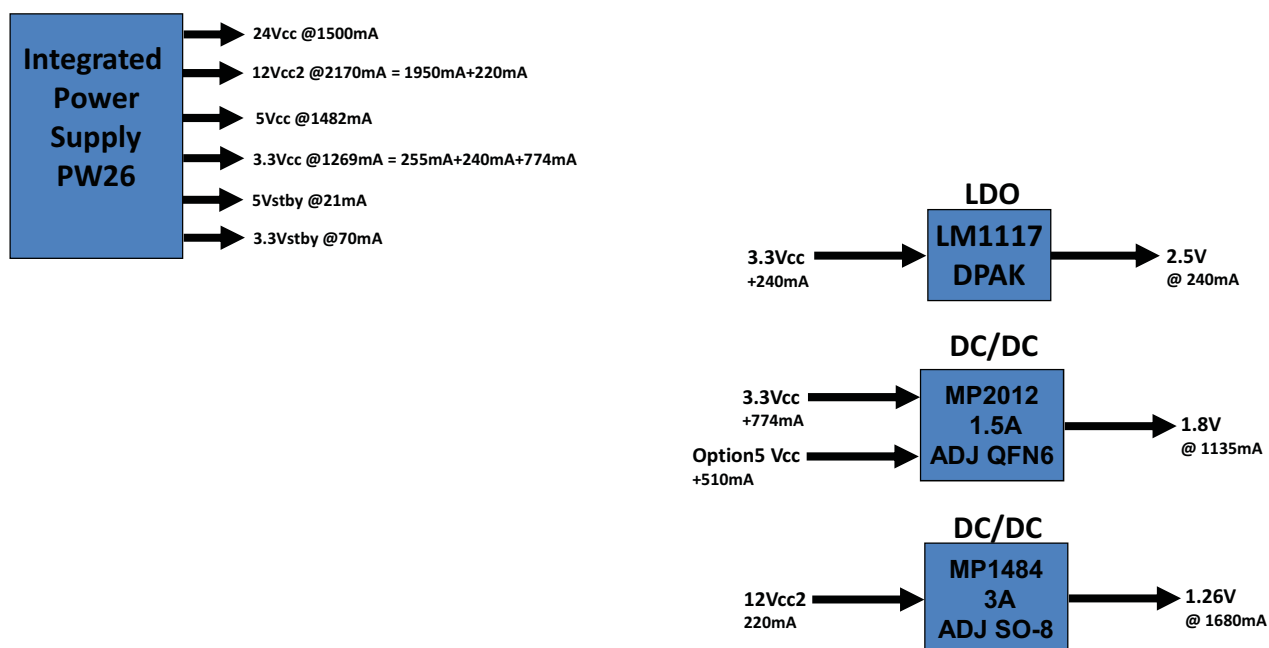 Integrated
Power
Supply
PW26
24Vcc @1500mA
12Vcc2 @2170mA = 1950mA+220mA
5Vcc @1482mA
3.3Vcc @1269mA = 255mA+240mA+774mA
5Vstby @21mA
3.3Vstby @70mA
LDO
LM1117
DPAK
3.3Vcc
+240mA
2.5V
@ 240mA
DC/DC
MP2012
1.5A
ADJ QFN6
3.3Vcc
+774mA
Option5 Vcc
+510mA
1.8V
@ 1135mA
DC/DC
MP1484
3A
ADJ SO-8
12Vcc2
220mA
1.26V
@ 1680mA